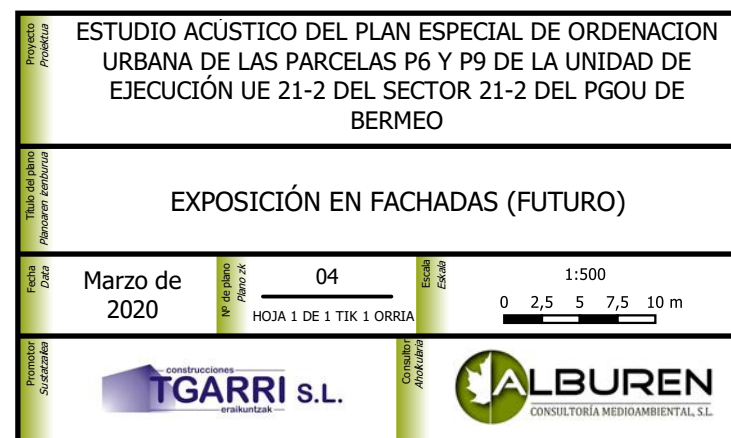 Proyecto
Proiektua
ESTUDIO ACÚSTICO DEL PLAN ESPECIAL DE ORDENACION
URBANA DE LAS PARCELAS P6 Y P9 DE LA UNIDAD DE
EJECUCIÓN UE 21-2 DEL SECTOR 21-2 DEL PGOU DE
BERMEO
Título del plano
Planoaren izenburua
EXPOSICIÓN EN FACHADAS (FUTURO)
Fecha
Data
Marzo de
2020
Nº de plano
Plano zk
04
HOJA 1 DE 1 TIK 1 ORRIA
Escala
Eskala
1:500
0 2,5 5 7,5 10 m
Promotor
Sustatzailea
construcciones
TGARRI S.L.
eraikuntzak
Consultor
Aholkularia
ALBUREN
CONSULTORÍA MEDIOAMBIENTAL, S.L.